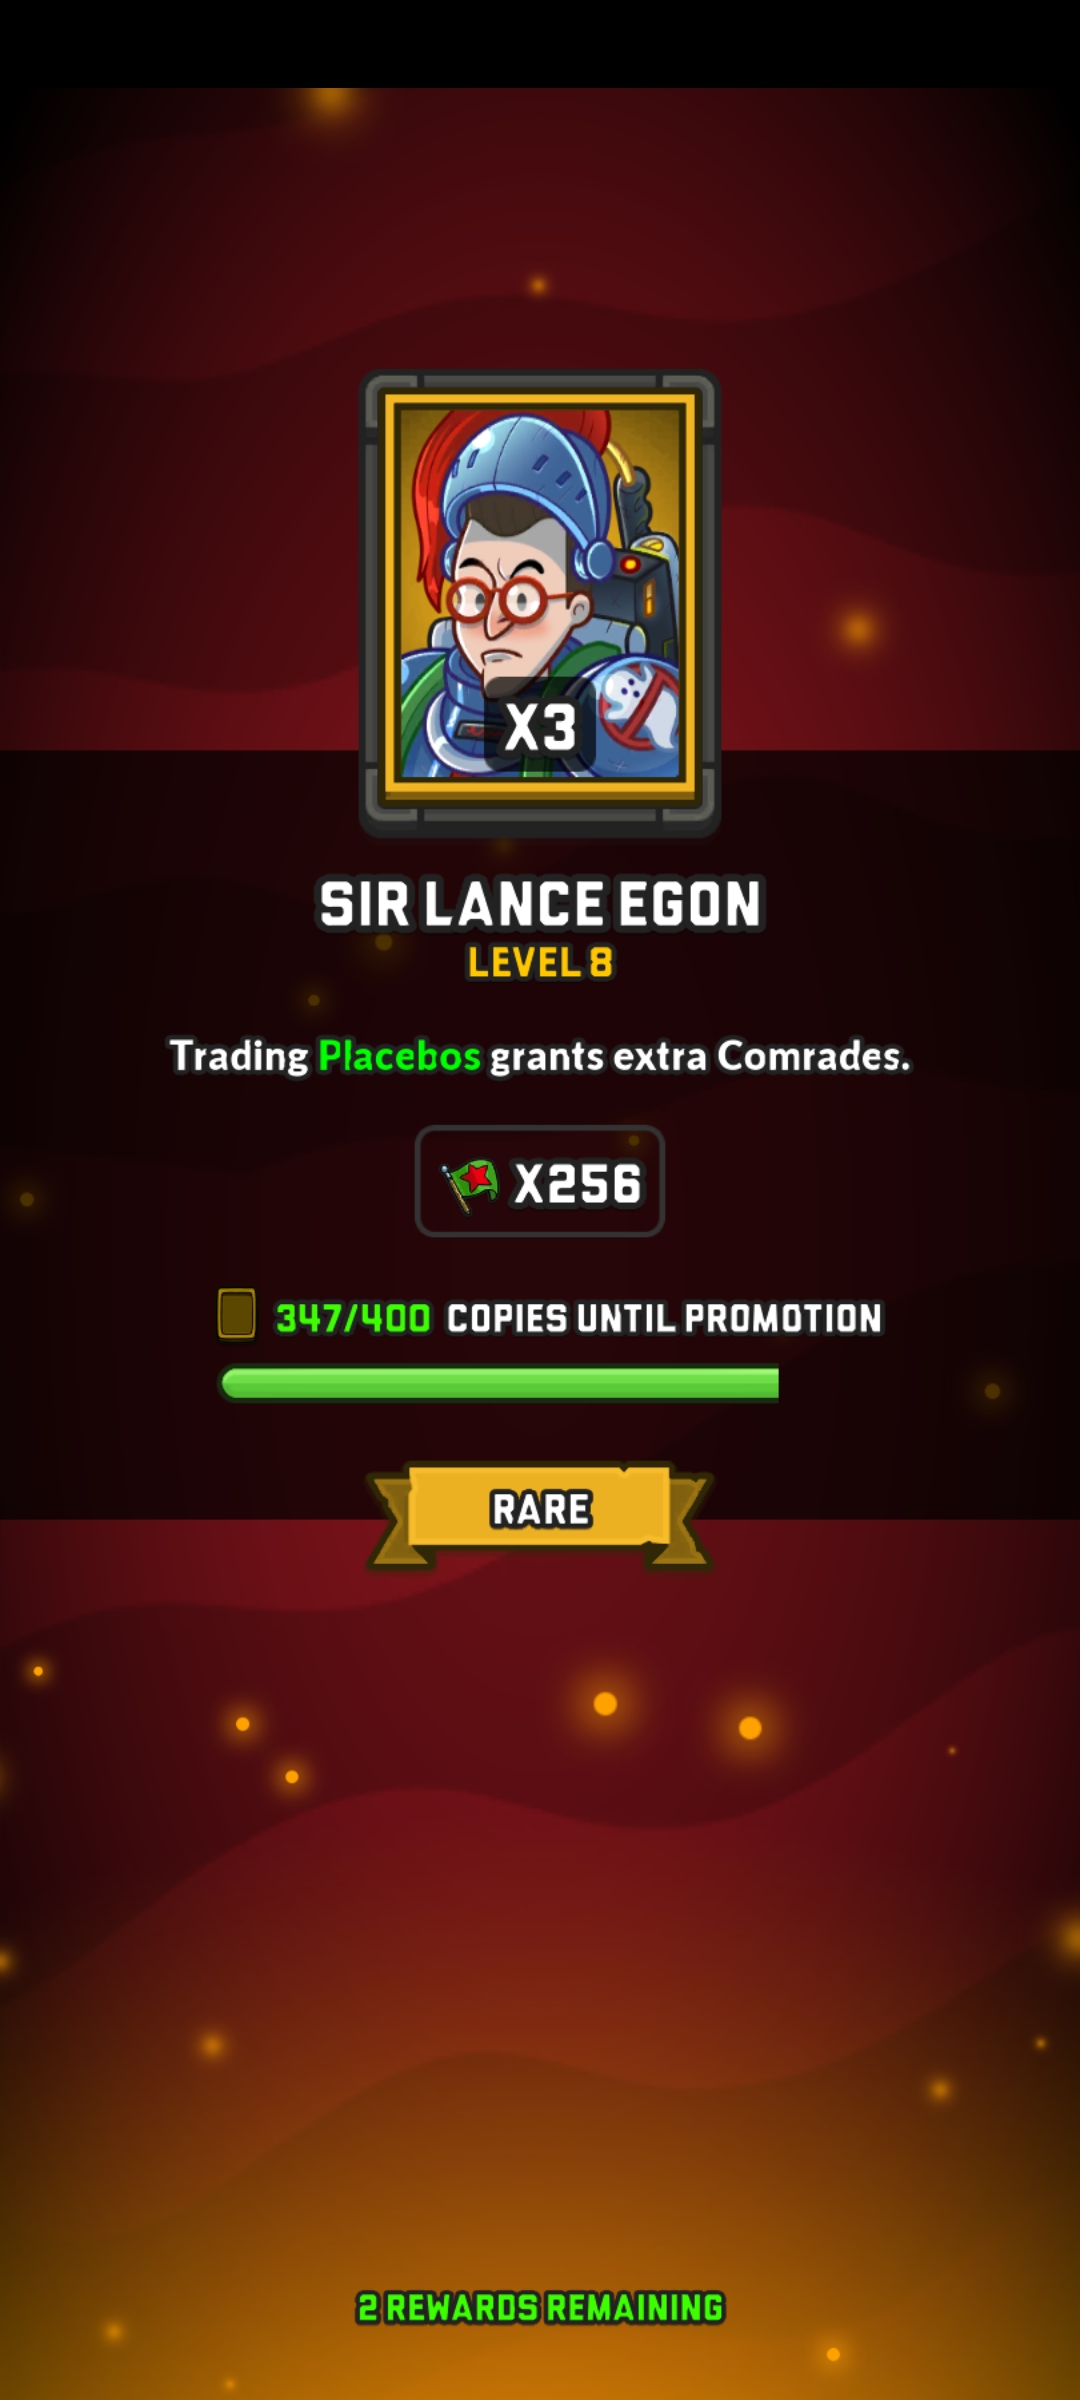 X3
SIR LANCE EGON
LEVEL 8
Trading Placebos grants extra Comrades.
X256
347/400 COPIES UNTIL PROMOTION
RARE
2 REWARDS REMAINING